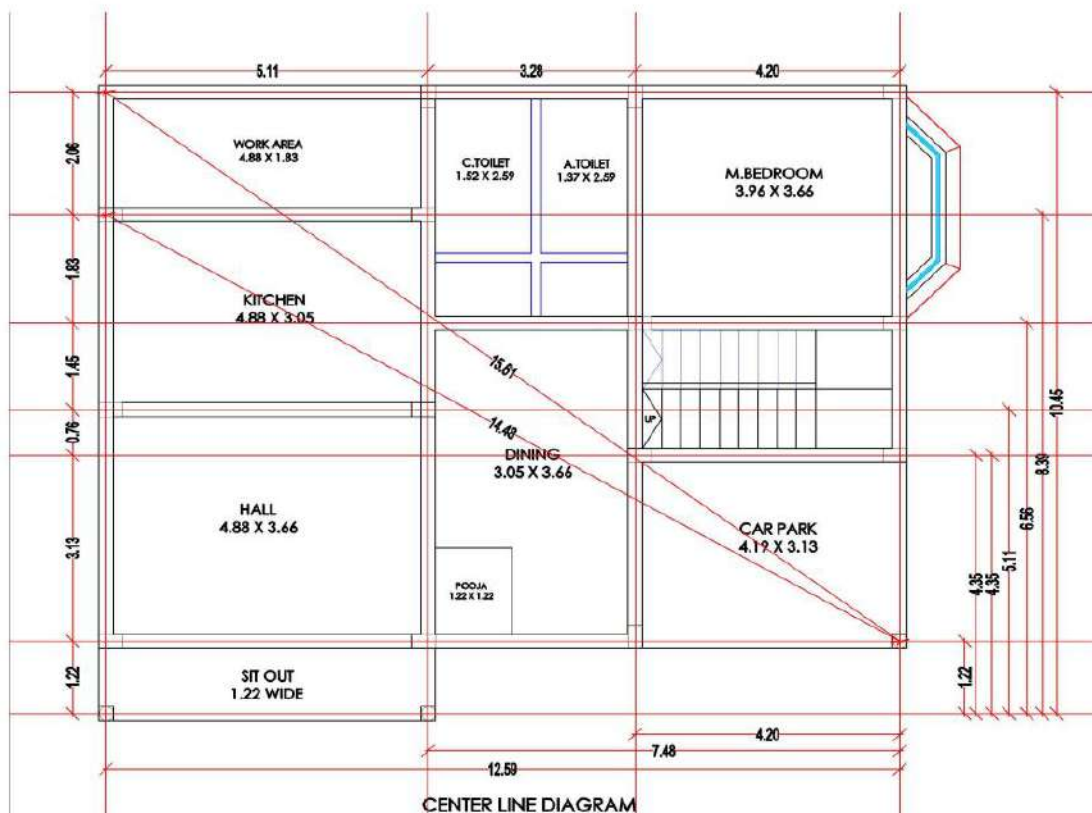 5.11
3.28
4.20
WORK AREA
4.88 X 1.83
C.TOILET
1.52 X 2.59
A.TOILET
1.37 X 2.59
M.BEDROOM
3.96 X 3.66
2.06
1.83
1.45
0.76
3.13
1.22
KITCHEN
4.88 X 3.05
15.61
14.48
UP
DINING
3.05 X 3.66
HALL
4.88 X 3.66
CAR PARK
4.19 X 3.13
POOJA
1.22 X 1.22
SIT OUT
1.22 WIDE
1.22
4.35
4.35
5.11
6.56
8.39
10.45
4.20
7.48
12.59
CENTER LINE DIAGRAM